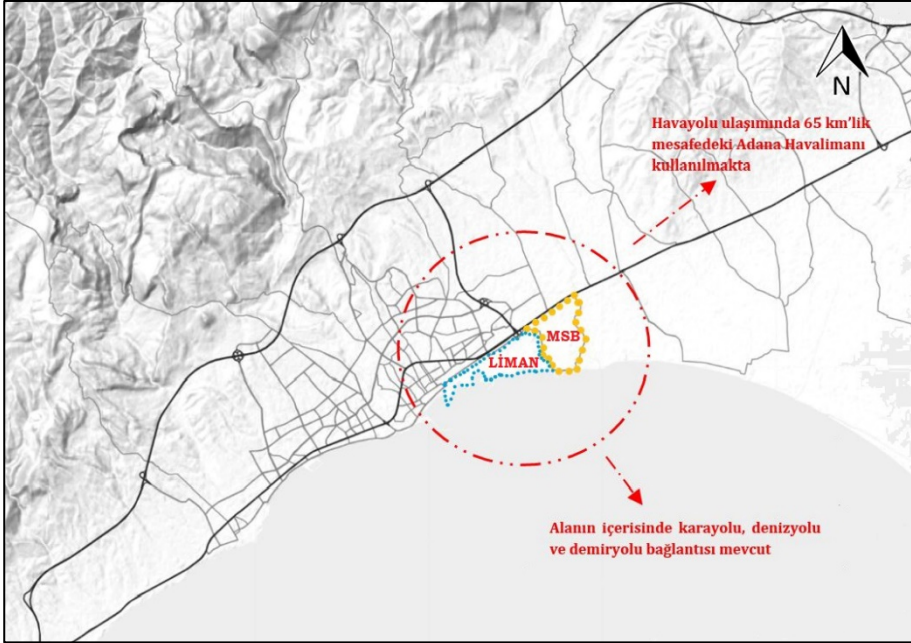 N
Havayolu ulaşımında 65 km'lik
mesafedeki Adana Havalimanı
kullanılmakta
MSB
LİMAN
Alanın içerisinde karayolu, denizyolu
ve demiryolu bağlantısı mevcut